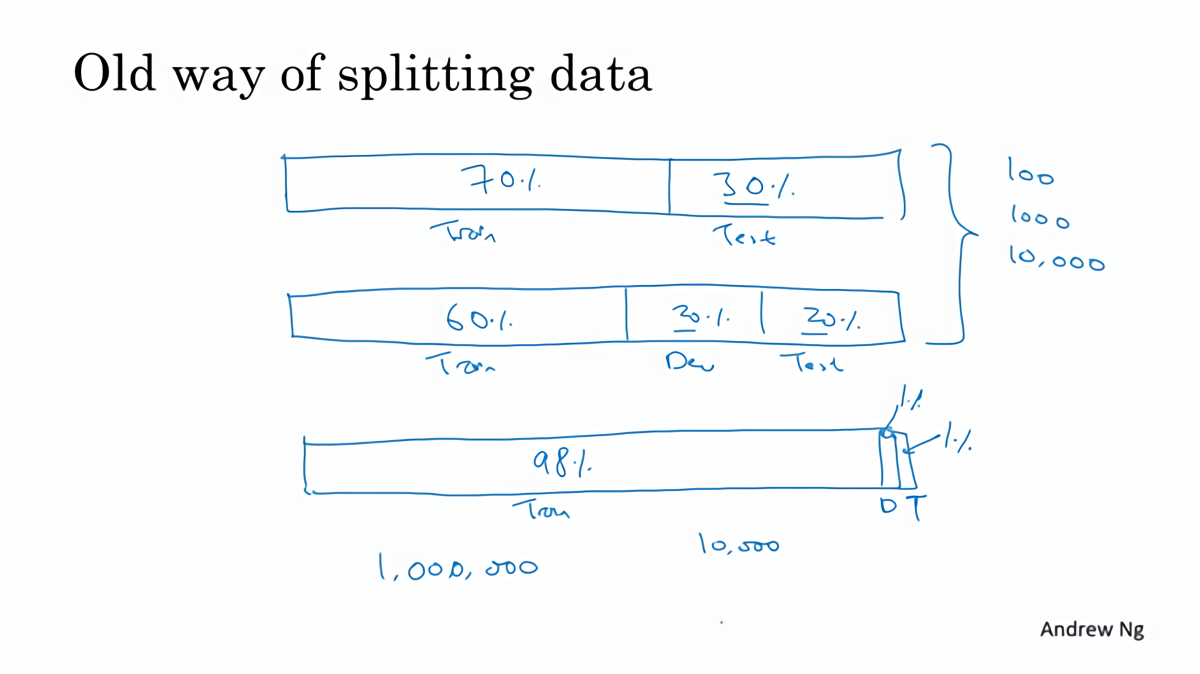 Old way of splitting data
70% 30%
Train Test
100
1000
10,000
60% 20% 20%
Train Dev Test
1%
1%
98%
Train D T
1,000,000
10,000
Andrew Ng